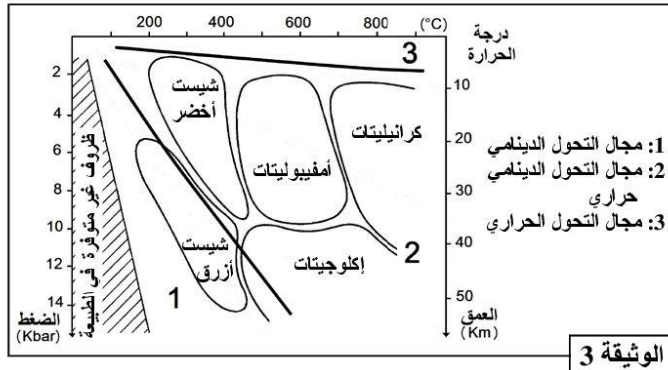 200 400 600 800 (°C)
درجة
الحرارة
3
2
4
6
8
10
12
14
الضغط
(Kbar)
ظروف غير متوفرة في الطبيعة
شيست
أخضر
أمفيبوليتات
كرانيليتات
شيست
أزرق
إكلوجيتات
1
2
10
20
30
40
50
العمق
(Km)
1: مجال التحول الدينامي
2: مجال التحول الدينامي
حراري
3: مجال التحول الحراري
الوثيقة 3